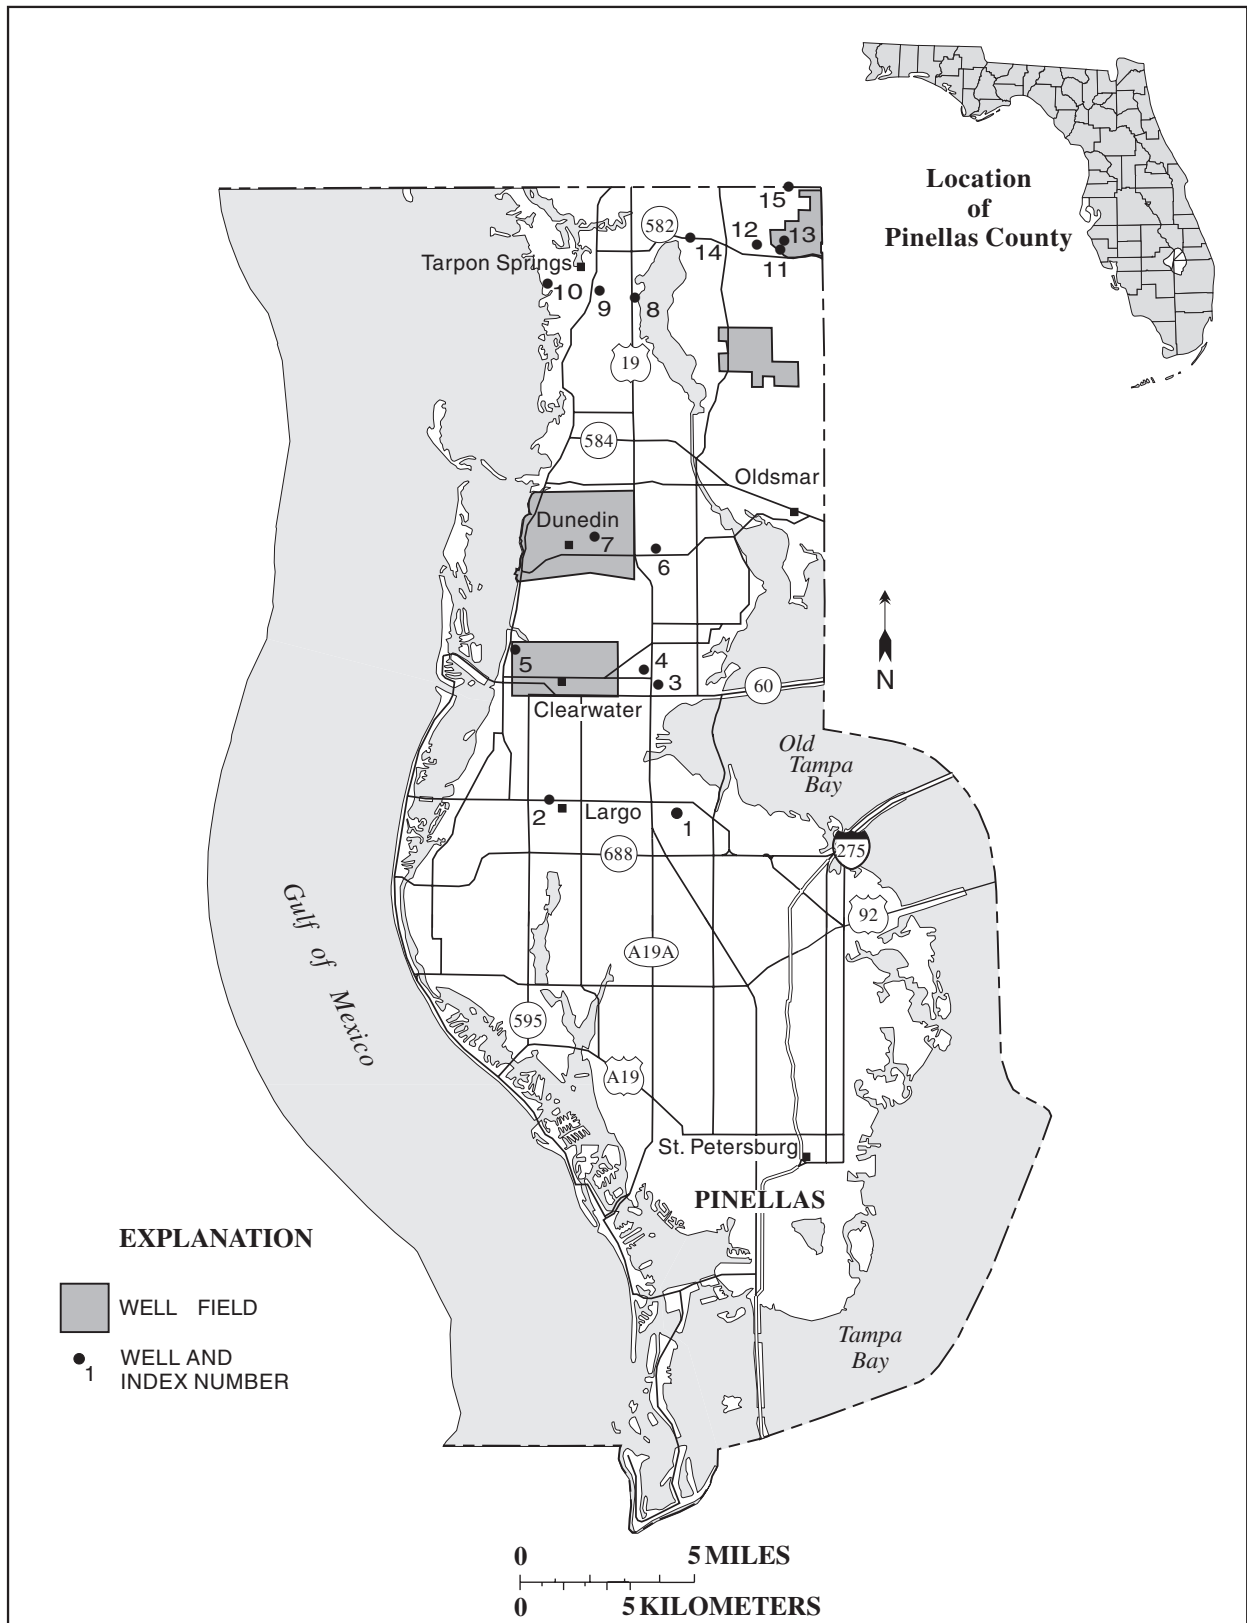 Location
of
Pinellas County
15
582
12
13
14
11
Tarpon Springs
10
9
8
19
584
Oldsmar
Dunedin
7
6
5
4
3
60
N
Clearwater
Old
Tampa
Bay
2
Largo
1
688
275
92
Gulf of Mexico
A19A
595
A19
St. Petersburg
PINELLAS
EXPLANATION
WELL FIELD
1
WELL AND
INDEX NUMBER
Tampa
Bay
0 5 MILES
0 5 KILOMETERS